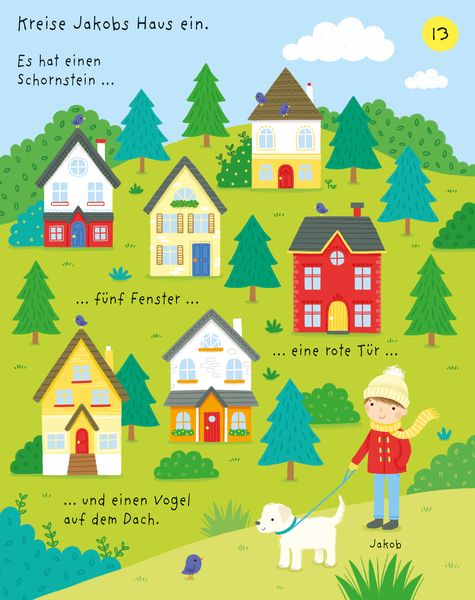 Kreise Jakobs Haus ein.
13
Es hat einen
Schornstein ...
... fünf Fenster ...
... eine rote Tür ...
... und einen Vogel
auf dem Dach.
Jakob